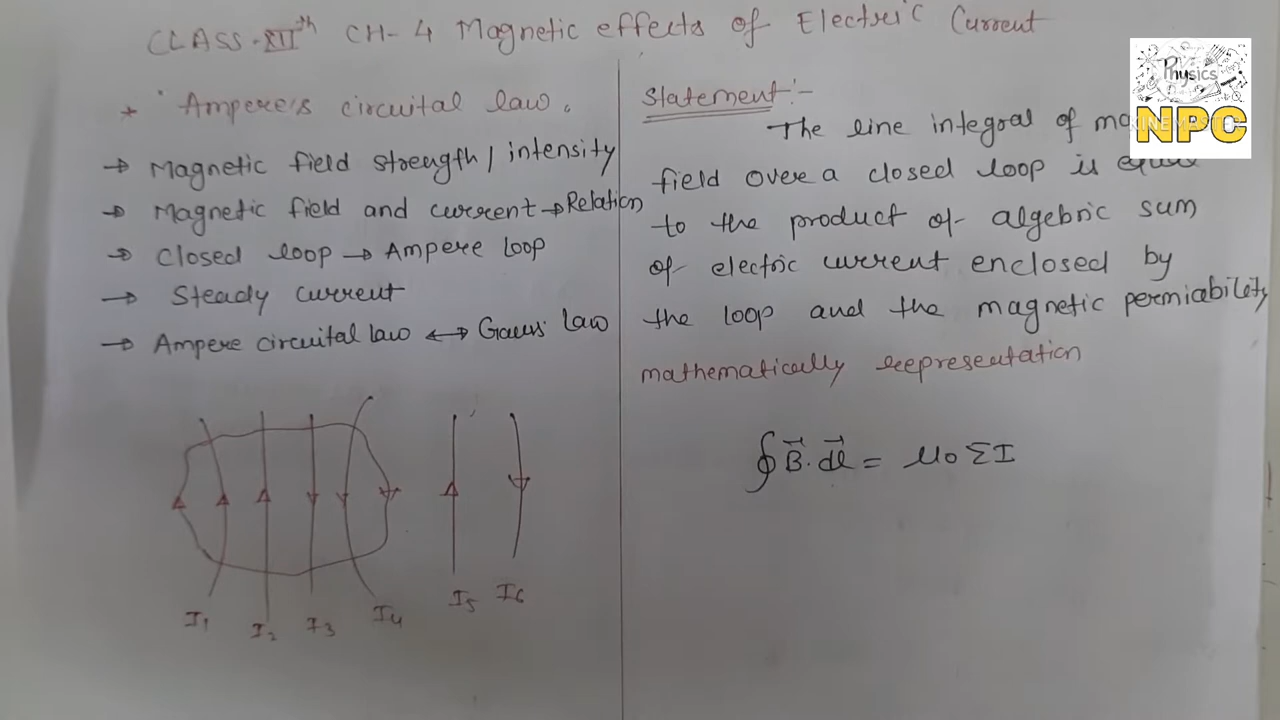 CLASS-XIIth CH-4 Magnetic effects of Electric Current
* Ampere's circuital law.
→ Magnetic field strength / intensity
→ Magnetic field and current → Relation
→ Closed loop → Ampere loop
→ Steady current
→ Ampere circuital law ↔ Gauss' law
I1 I2 I3 I4 I5 I6
Statement :-
The line integral of
field over a closed loop is
to the product of algebric sum
of electric current enclosed by
the loop and the magnetic permiability
mathematically representation
∮B⃗.dl⃗ = μ0 ΣI
Physics
NPC